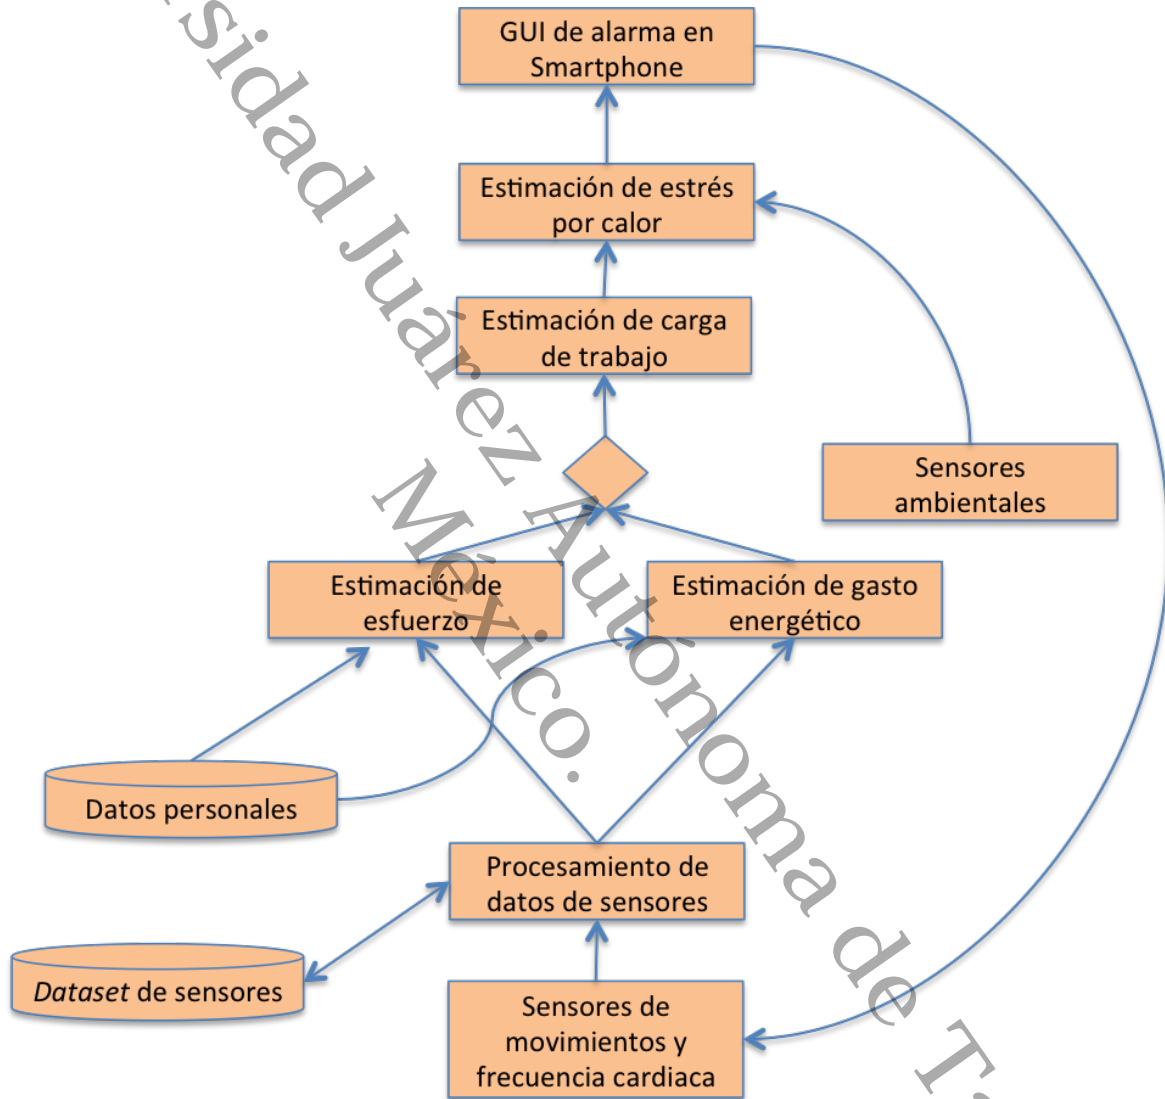 GUI de alarma en
Smartphone
Estimación de estrés
por calor
Estimación de carga
de trabajo
Sensores
ambientales
Estimación de
esfuerzo
Estimación de gasto
energético
Datos personales
Procesamiento de
datos de sensores
Dataset de sensores
Sensores de
movimientos y
frecuencia cardiaca
Juárez Autónoma de
México.